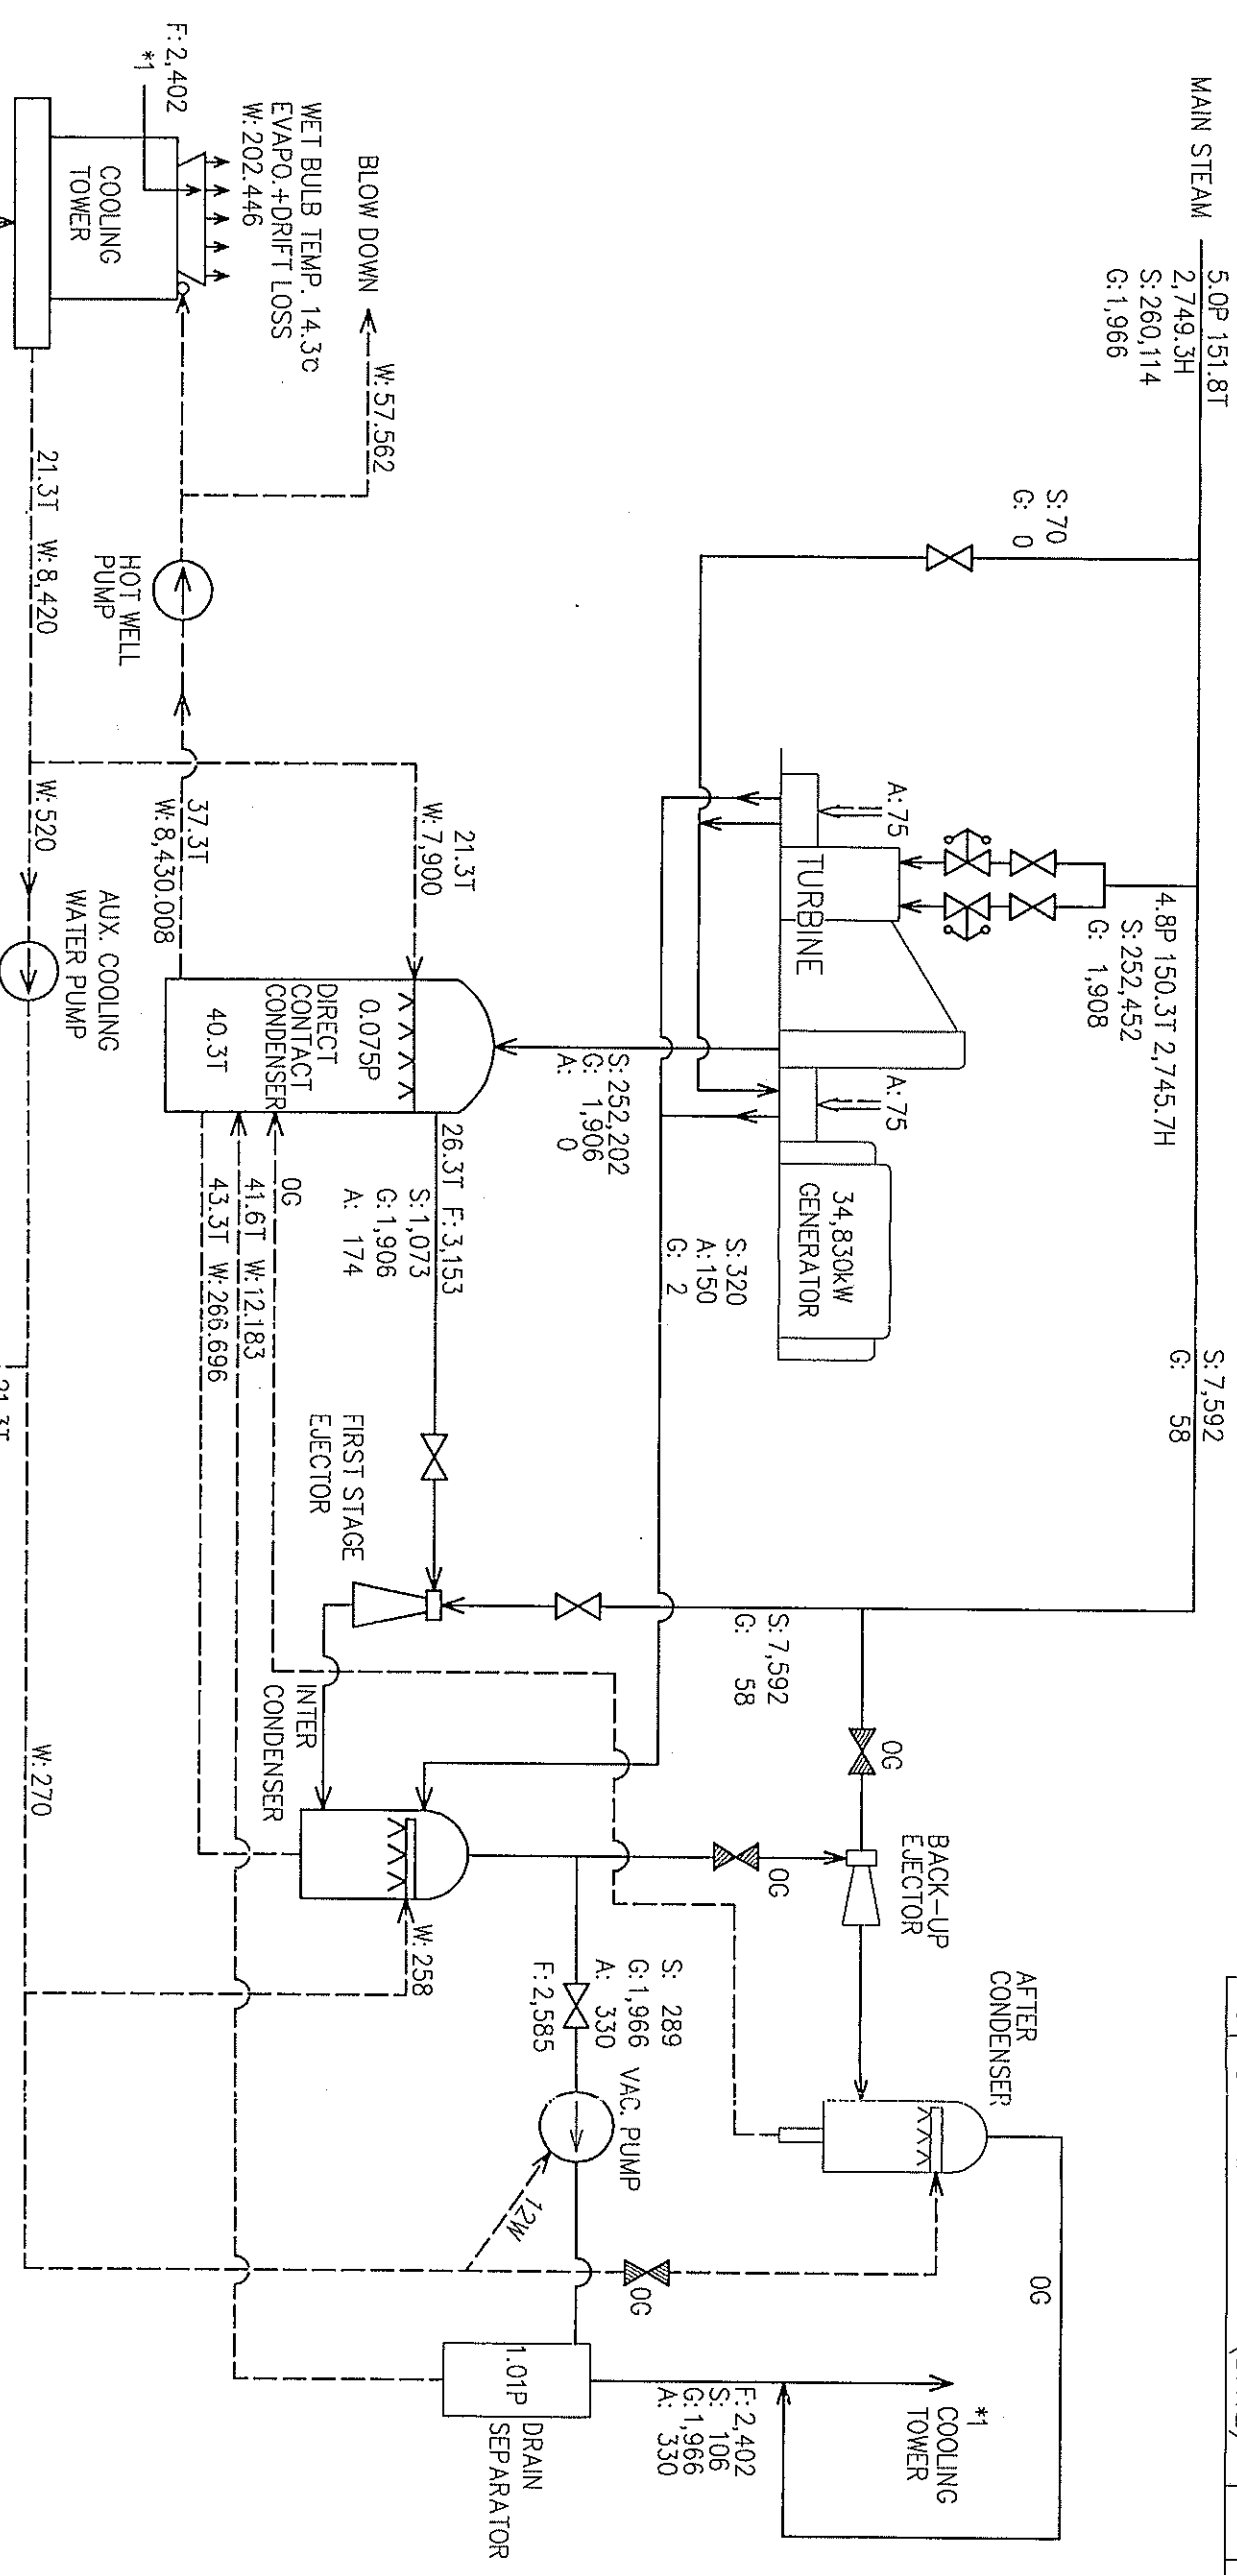 MAIN STEAM
5.0P 151.8T
2,749.3H
S: 260,114
G:1,966
S: 70
G: 0
4.8P 150.3T 2,745.7H
S: 252,452
G: 1,908
S: 7,592
G: 58
A: 75
TURBINE
A: 75
34,830kW
GENERATOR
S: 252,202
G: 1,906
A: 0
S: 320
A: 150
G: 2
S: 7,592
G: 58
OG
BACK-UP
EJECTOR
OG
AFTER
CONDENSER
OG
OG
*1
COOLING
TOWER
F: 2,402
S: 106
G: 1,966
A: 330
1.01P
DRAIN
SEPARATOR
12W
VAC. PUMP
S: 289
G: 1,966
A: 330
F: 2,585
W: 258
INTER
CONDENSER
FIRST STAGE
EJECTOR
26.3T F: 3,153
S: 1,073
G: 1,906
A: 174
OG
41.6T W: 12.183
43.3T W: 266.696
0.075P
DIRECT
CONTACT
CONDENSER
40.3T
21.3T
W: 7,900
37.3T
W: 8,430.008
BLOW DOWN
W: 57.562
WET BULB TEMP. 14.3℃
EVAPO.+DRIFT LOSS
W: 202.446
F: 2,402
*1
COOLING
TOWER
HOT WELL
PUMP
21.3T W: 8,420
W: 520
AUX. COOLING
WATER PUMP
W: 270
21.3T